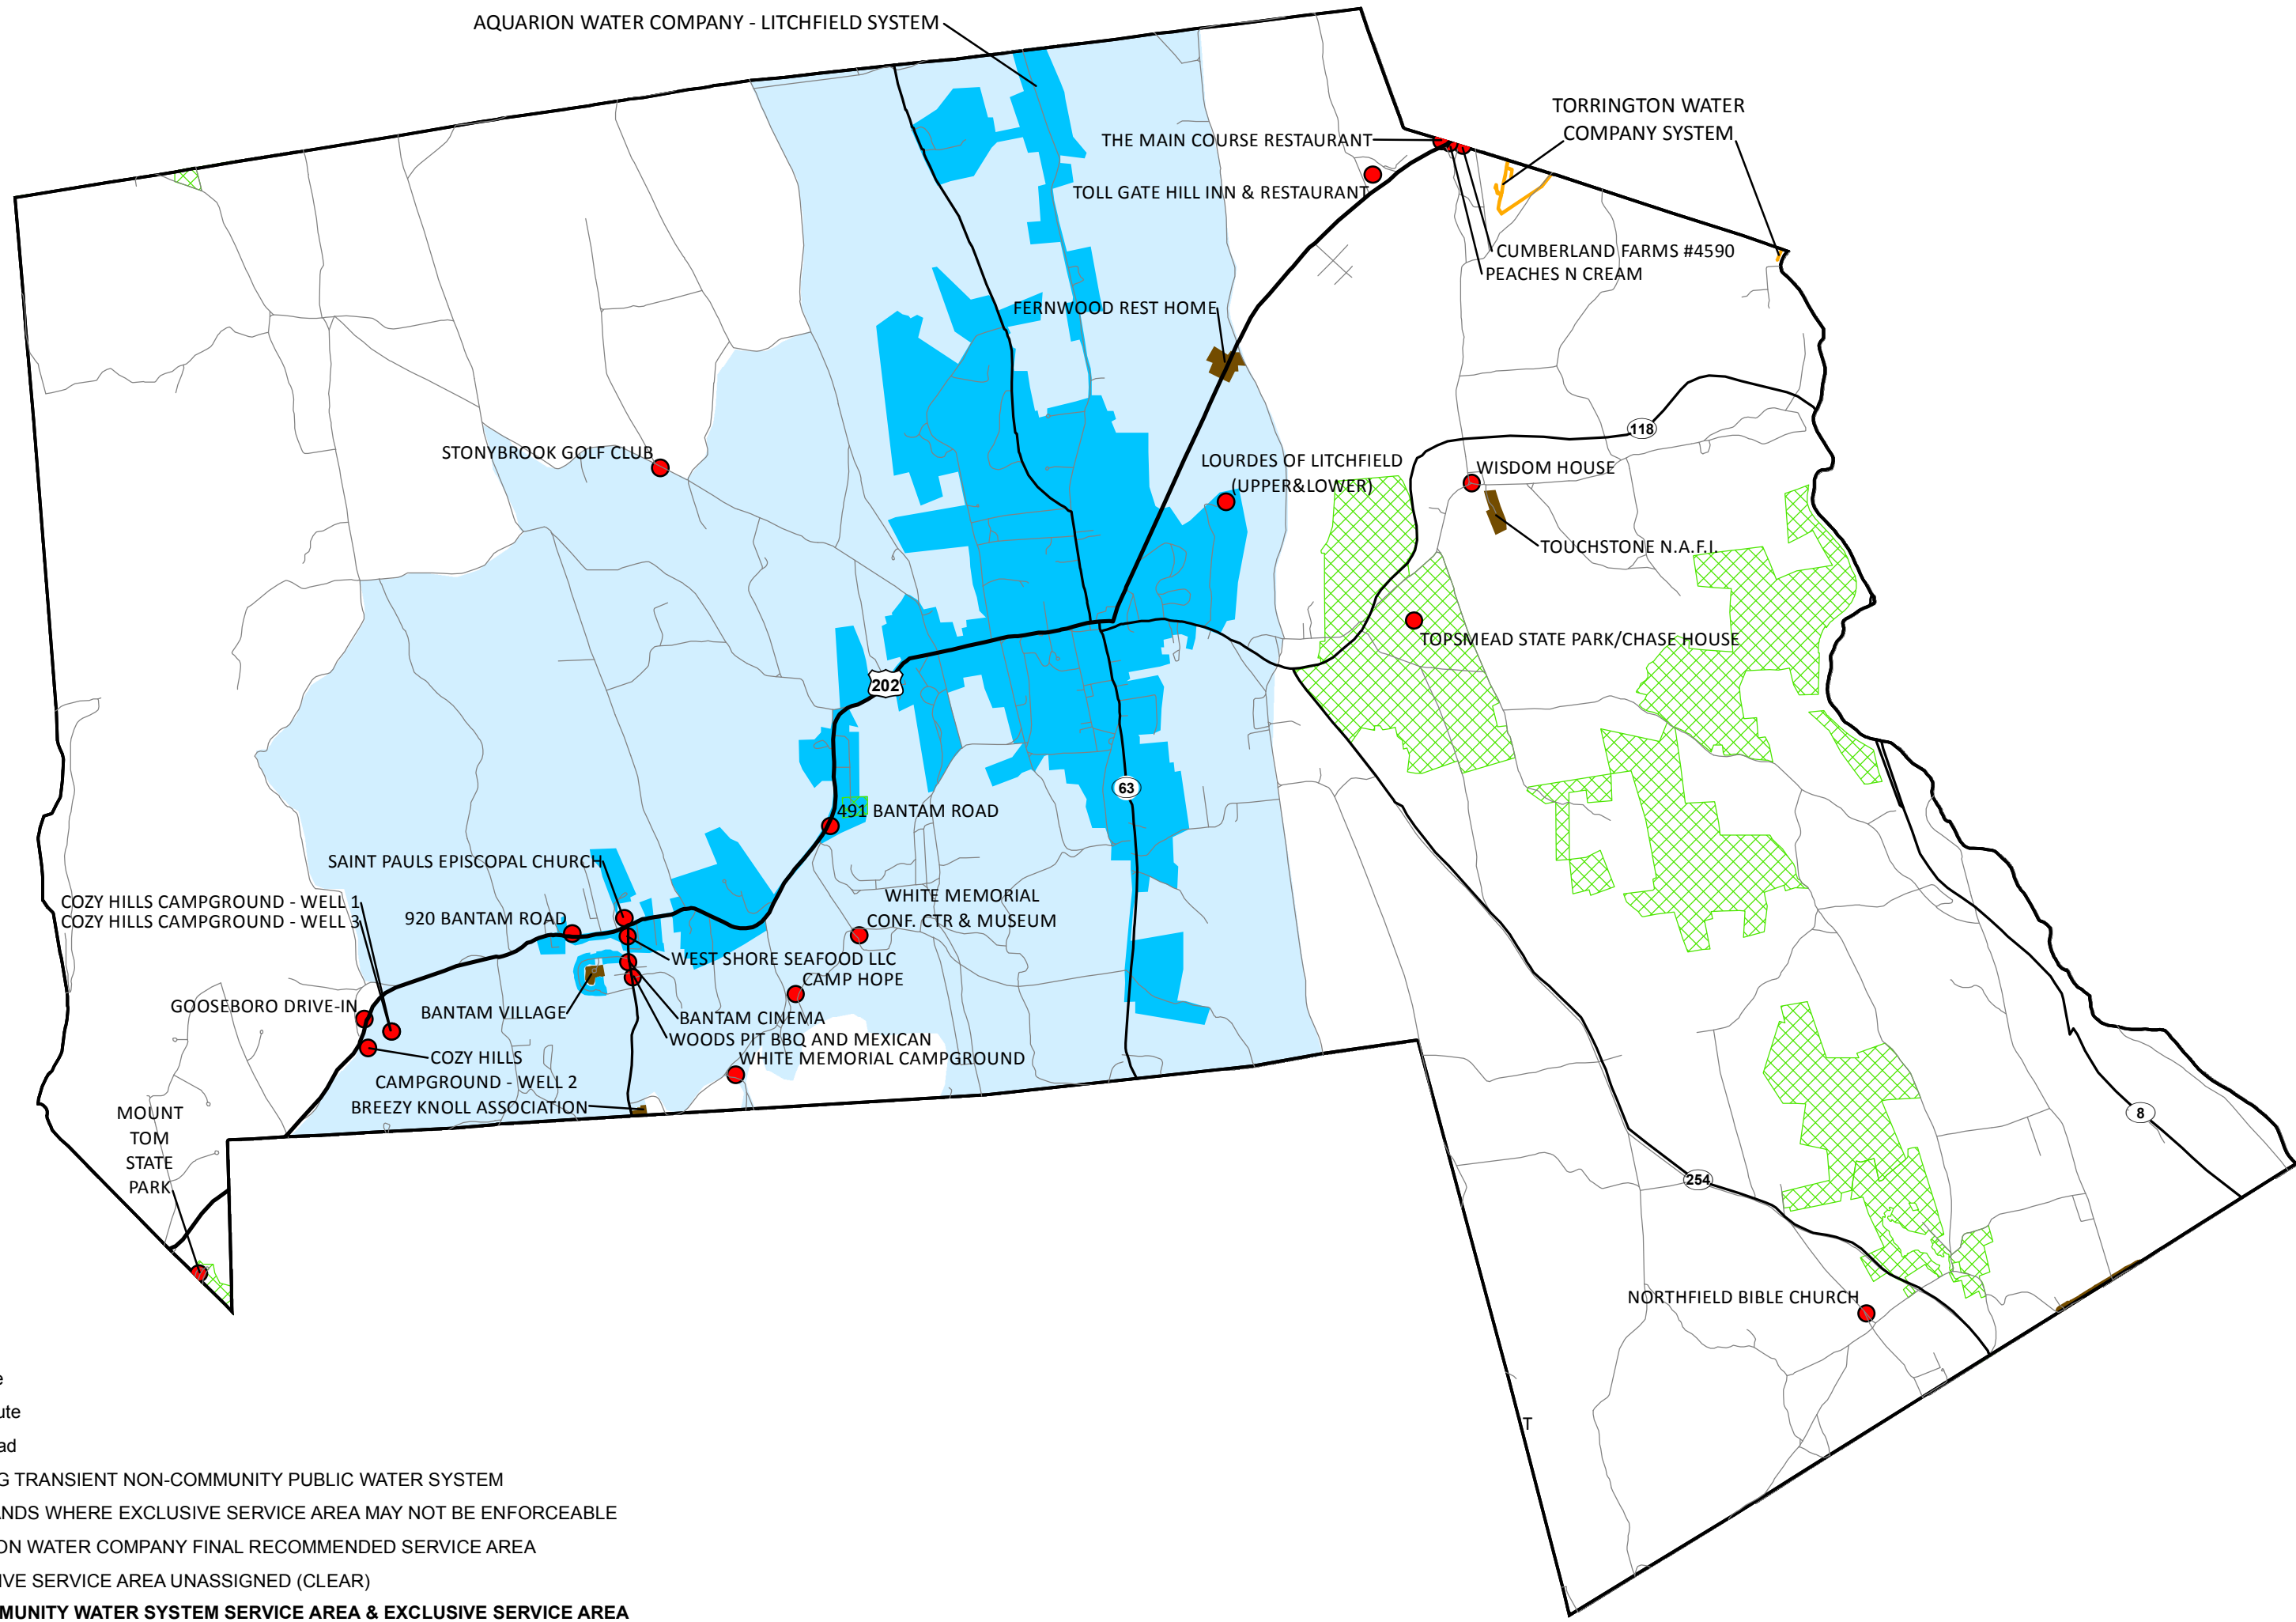 AQUARION WATER COMPANY - LITCHFIELD SYSTEM
TORRINGTON WATER
COMPANY SYSTEM
THE MAIN COURSE RESTAURANT
TOLL GATE HILL INN & RESTAURANT
CUMBERLAND FARMS #4590
PEACHES N CREAM
FERNWOOD REST HOME
118
STONYBROOK GOLF CLUB
LOURDES OF LITCHFIELD
(UPPER&LOWER)
WISDOM HOUSE
TOUCHSTONE N.A.F.I.
TOPSMEAD STATE PARK/CHASE HOUSE
202
63
491 BANTAM ROAD
SAINT PAULS EPISCOPAL CHURCH
WHITE MEMORIAL
CONF. CTR & MUSEUM
COZY HILLS CAMPGROUND - WELL 1
COZY HILLS CAMPGROUND - WELL 3
920 BANTAM ROAD
WEST SHORE SEAFOOD LLC
CAMP HOPE
GOOSEBORO DRIVE-IN
BANTAM VILLAGE
BANTAM CINEMA
WOODS PIT BBQ AND MEXICAN
WHITE MEMORIAL CAMPGROUND
COZY HILLS
CAMPGROUND - WELL 2
BREEZY KNOLL ASSOCIATION
MOUNT
TOM
STATE
PARK
8
254
NORTHFIELD BIBLE CHURCH
T
e
ute
ad
G TRANSIENT NON-COMMUNITY PUBLIC WATER SYSTEM
ANDS WHERE EXCLUSIVE SERVICE AREA MAY NOT BE ENFORCEABLE
ON WATER COMPANY FINAL RECOMMENDED SERVICE AREA
IVE SERVICE AREA UNASSIGNED (CLEAR)
MUNITY WATER SYSTEM SERVICE AREA & EXCLUSIVE SERVICE AREA